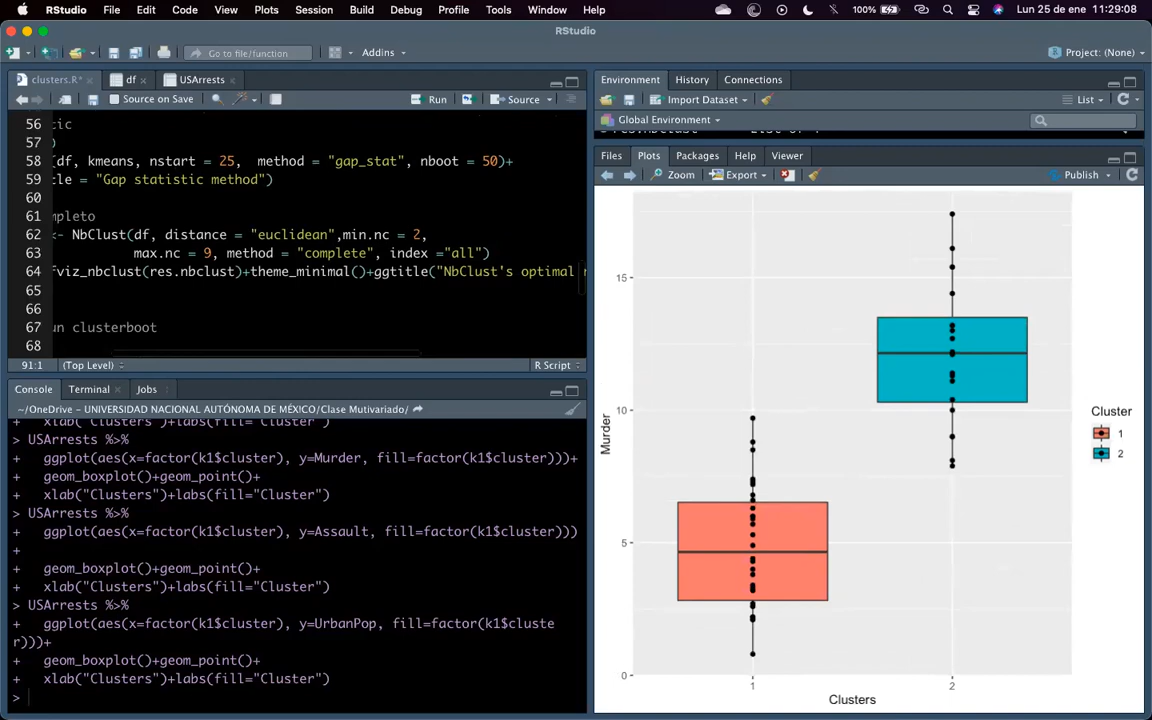 RStudio File Edit Code View Plots Session Build Debug Profile Tools Window Help 100% Lun 25 de ene 11:29:08
RStudio
Go to file/function Addins Project: (None)
clusters.R* df USArrests
Source on Save Run Source
56 tic
57 )
58 (df, kmeans, nstart = 25, method = "gap_stat", nboot = 50)+
59 tle = "Gap statistic method")
60
61 mpleto
62 <- NbClust(df, distance = "euclidean",min.nc = 2,
63 max.nc = 9, method = "complete", index ="all")
64 fviz_nbclust(res.nbclust)+theme_minimal()+ggtitle("NbClust's optimal
65
66
67 un clusterboot
68
91:1 (Top Level) R Script
Console Terminal Jobs
~/OneDrive - UNIVERSIDAD NACIONAL AUTÓNOMA DE MÉXICO/Clase Mutivariado/
+ xlab("Clusters")+labs(fill="Cluster")
> USArrests %>%
+ ggplot(aes(x=factor(k1$cluster), y=Murder, fill=factor(k1$cluster)))+
+ geom_boxplot()+geom_point()+
+ xlab("Clusters")+labs(fill="Cluster")
> USArrests %>%
+ ggplot(aes(x=factor(k1$cluster), y=Assault, fill=factor(k1$cluster)))
+
+ geom_boxplot()+geom_point()+
+ xlab("Clusters")+labs(fill="Cluster")
> USArrests %>%
+ ggplot(aes(x=factor(k1$cluster), y=UrbanPop, fill=factor(k1$cluste
r)))+
+ geom_boxplot()+geom_point()+
+ xlab("Clusters")+labs(fill="Cluster")
>
Environment History Connections
Import Dataset List
Global Environment
Files Plots Packages Help Viewer
Zoom Export Publish
15
10
5
0
Murder
1 2
Clusters
Cluster
1
2